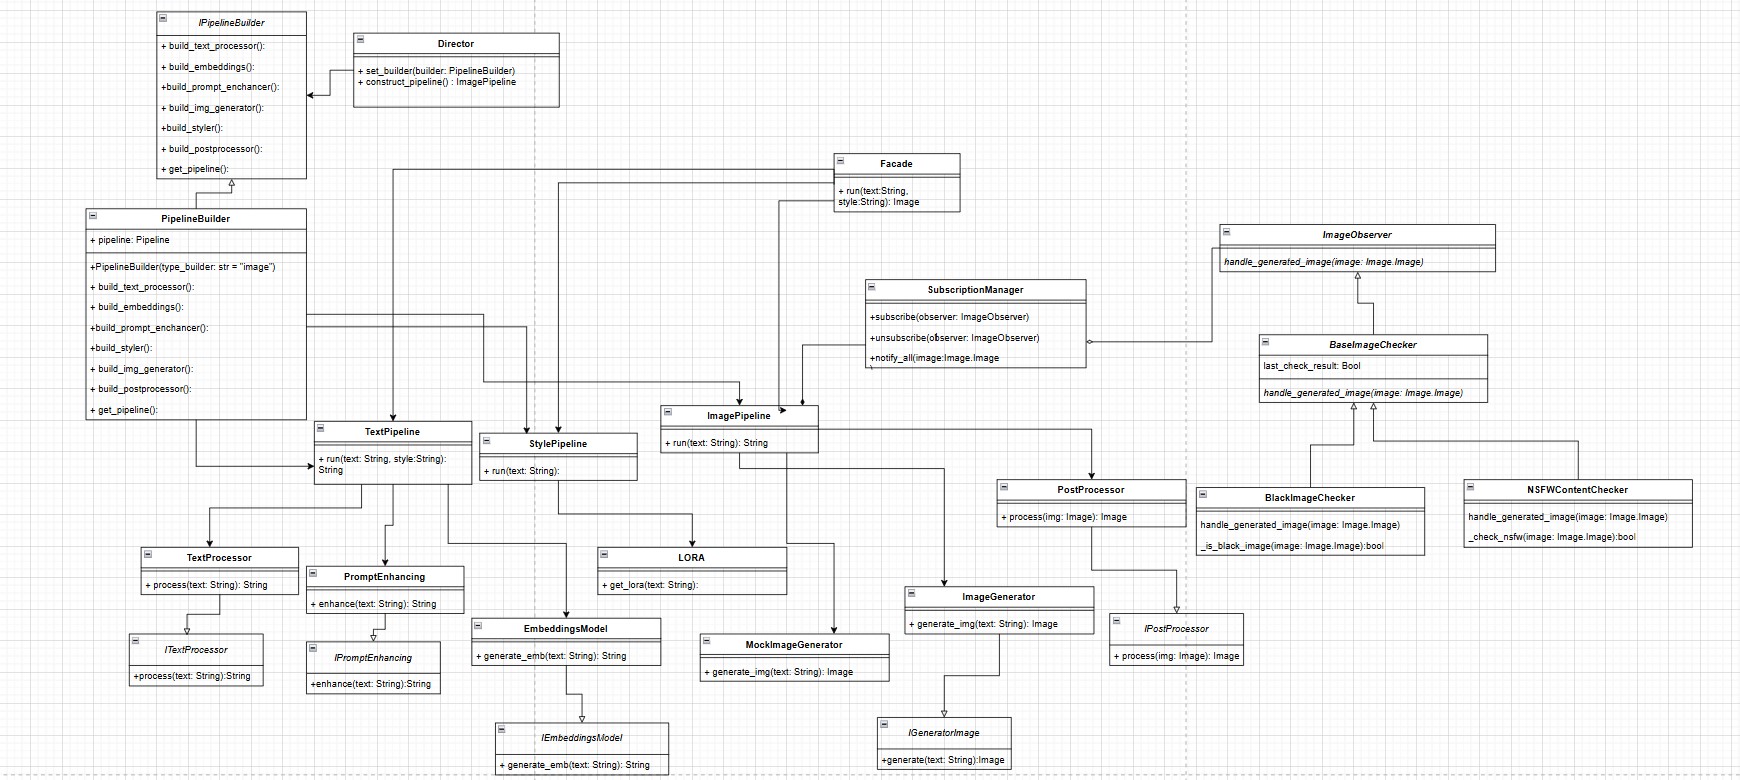 IPipelineBuilder
+ build_text_processor():
+ build_embeddings():
+build_prompt_enchancer():
+ build_img_generator():
+build_styler():
+ build_postprocessor():
+ get_pipeline():
Director
+ set_builder(builder: PipelineBuilder)
+ construct_pipeline() : ImagePipeline
Facade
+ run(text:String,
style:String): Image
PipelineBuilder
+ pipeline: Pipeline
+PipelineBuilder(type_builder: str = "image")
+ build_text_processor():
+ build_embeddings():
+build_prompt_enchancer():
+build_styler():
+ build_img_generator():
+ build_postprocessor():
+ get_pipeline():
SubscriptionManager
+subscribe(observer: ImageObserver)
+unsubscribe(observer: ImageObserver)
+notify_all(image:Image.Image
)
ImageObserver
handle_generated_image(image: Image.Image)
BaseImageChecker
last_check_result: Bool
handle_generated_image(image: Image.Image)
TextPipeline
+ run(text: String, style:String):
String
StylePipeline
+ run(text: String):
ImagePipeline
+ run(text: String): String
PostProcessor
+ process(img: Image): Image
BlackImageChecker
handle_generated_image(image: Image.Image)
_is_black_image(image: Image.Image):bool
NSFWContentChecker
handle_generated_image(image: Image.Image)
_check_nsfw(image: Image.Image):bool
TextProcessor
+ process(text: String): String
PromptEnhancing
+ enhance(text: String): String
EmbeddingsModel
+ generate_emb(text: String): String
LORA
+ get_lora(text: String):
MockImageGenerator
+ generate_img(text: String): Image
ImageGenerator
+ generate_img(text: String): Image
IPostProcessor
+ process(img: Image): Image
ITextProcessor
+process(text: String):String
IPromptEnhancing
+enhance(text: String):String
IEmbeddingsModel
+ generate_emb(text: String): String
IGeneratorImage
+generate(text: String):Image